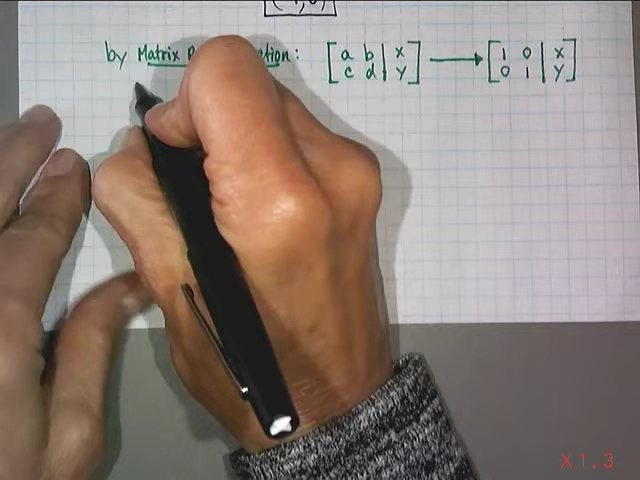 by Matrix : [ a b | x ] → [ 1 0 | x ]
[ c d | y ] [ 0 1 | y ]
X1.3